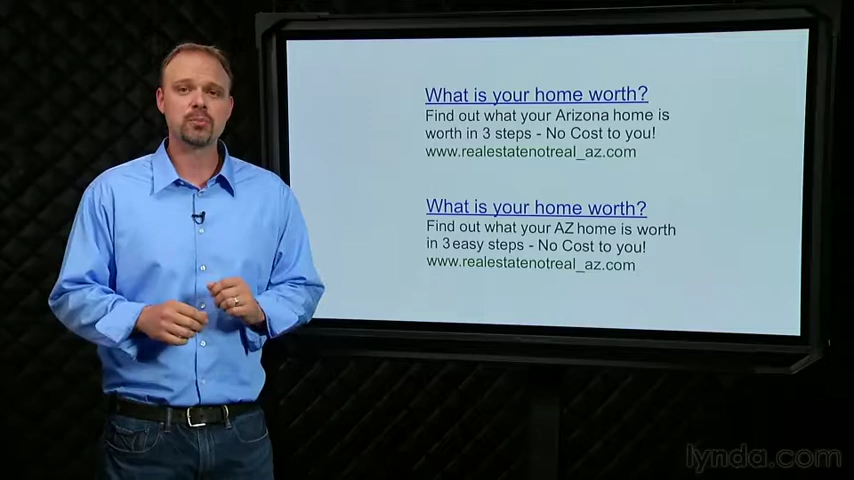 What is your home worth?
Find out what your Arizona home is
worth in 3 steps - No Cost to you!
www.realestatenotreal_az.com
What is your home worth?
Find out what your AZ home is worth
in 3 easy steps - No Cost to you!
www.realestatenotreal_az.com
lynda.com